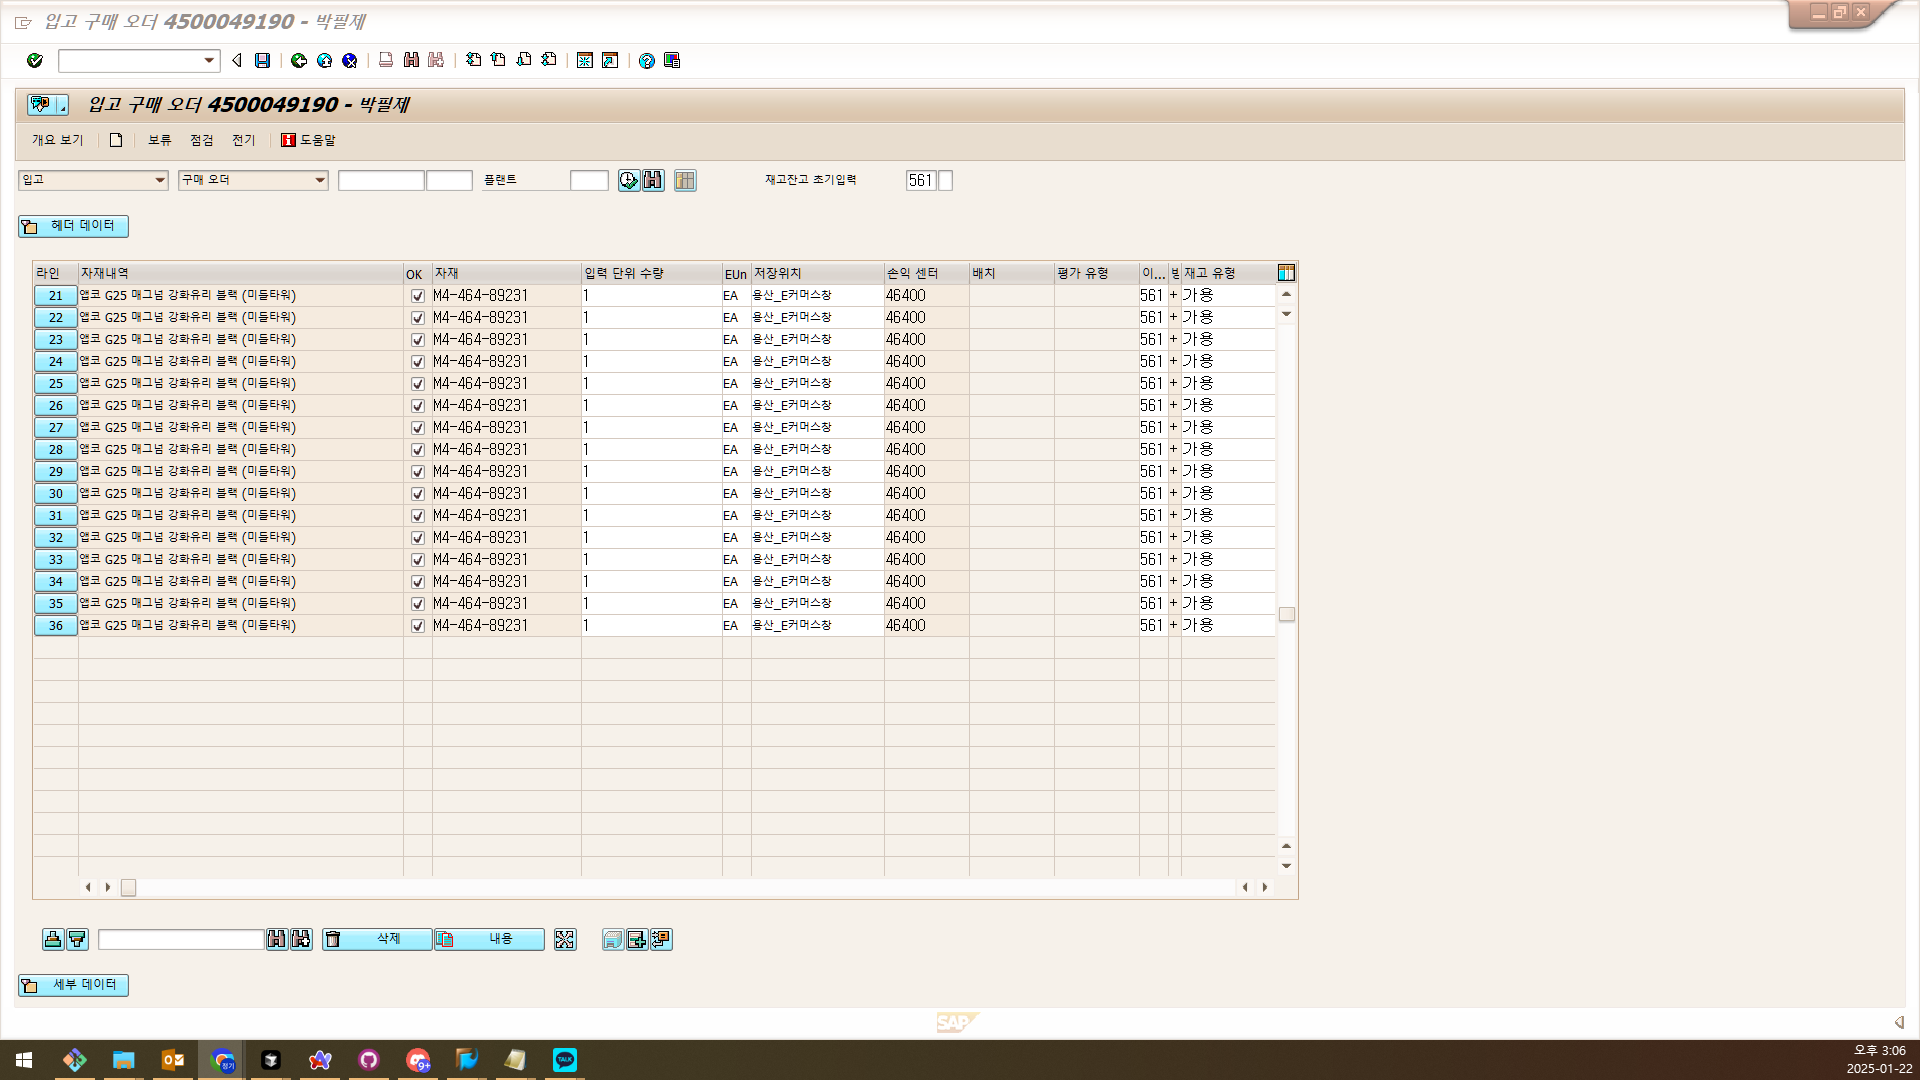 입고 구매 오더 4500049190 - 박필제
입고 구매 오더 4500049190 - 박필제
개요 보기 보류 점검 전기 도움말
입고 구매 오더 플랜트 재고잔고 초기입력 561
헤더 데이터
라인 자재내역 OK 자재 입력 단위 수량 EUn 저장위치 손익 센터 배치 평가 유형 이... 재고 유형
21 앱코 G25 매그넘 강화유리 블랙 (미들타워) M4-464-89231 1 EA 용산_E커머스창 46400 561 + 가용
22 앱코 G25 매그넘 강화유리 블랙 (미들타워) M4-464-89231 1 EA 용산_E커머스창 46400 561 + 가용
23 앱코 G25 매그넘 강화유리 블랙 (미들타워) M4-464-89231 1 EA 용산_E커머스창 46400 561 + 가용
24 앱코 G25 매그넘 강화유리 블랙 (미들타워) M4-464-89231 1 EA 용산_E커머스창 46400 561 + 가용
25 앱코 G25 매그넘 강화유리 블랙 (미들타워) M4-464-89231 1 EA 용산_E커머스창 46400 561 + 가용
26 앱코 G25 매그넘 강화유리 블랙 (미들타워) M4-464-89231 1 EA 용산_E커머스창 46400 561 + 가용
27 앱코 G25 매그넘 강화유리 블랙 (미들타워) M4-464-89231 1 EA 용산_E커머스창 46400 561 + 가용
28 앱코 G25 매그넘 강화유리 블랙 (미들타워) M4-464-89231 1 EA 용산_E커머스창 46400 561 + 가용
29 앱코 G25 매그넘 강화유리 블랙 (미들타워) M4-464-89231 1 EA 용산_E커머스창 46400 561 + 가용
30 앱코 G25 매그넘 강화유리 블랙 (미들타워) M4-464-89231 1 EA 용산_E커머스창 46400 561 + 가용
31 앱코 G25 매그넘 강화유리 블랙 (미들타워) M4-464-89231 1 EA 용산_E커머스창 46400 561 + 가용
32 앱코 G25 매그넘 강화유리 블랙 (미들타워) M4-464-89231 1 EA 용산_E커머스창 46400 561 + 가용
33 앱코 G25 매그넘 강화유리 블랙 (미들타워) M4-464-89231 1 EA 용산_E커머스창 46400 561 + 가용
34 앱코 G25 매그넘 강화유리 블랙 (미들타워) M4-464-89231 1 EA 용산_E커머스창 46400 561 + 가용
35 앱코 G25 매그넘 강화유리 블랙 (미들타워) M4-464-89231 1 EA 용산_E커머스창 46400 561 + 가용
36 앱코 G25 매그넘 강화유리 블랙 (미들타워) M4-464-89231 1 EA 용산_E커머스창 46400 561 + 가용
삭제 내용
세부 데이터
SAP
TALK
9+
오후 3:06
2025-01-22